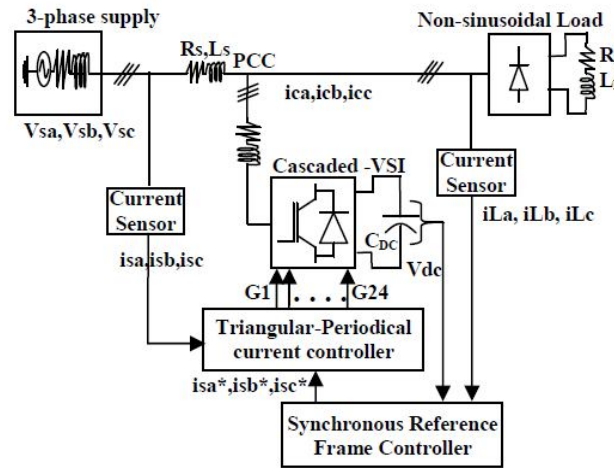 3-phase supply
Non-sinusoidal Load
Rs,Ls
PCC
ica,icb,icc
Vsa,Vsb,Vsc
Cascaded -VSI
Current
Sensor
Current
Sensor
iLa, iLb, iLc
CDC
Vdc
isa,isb,isc
G1
. . . .
G24
Triangular-Periodical
current controller
isa*,isb*,isc*
Synchronous Reference
Frame Controller